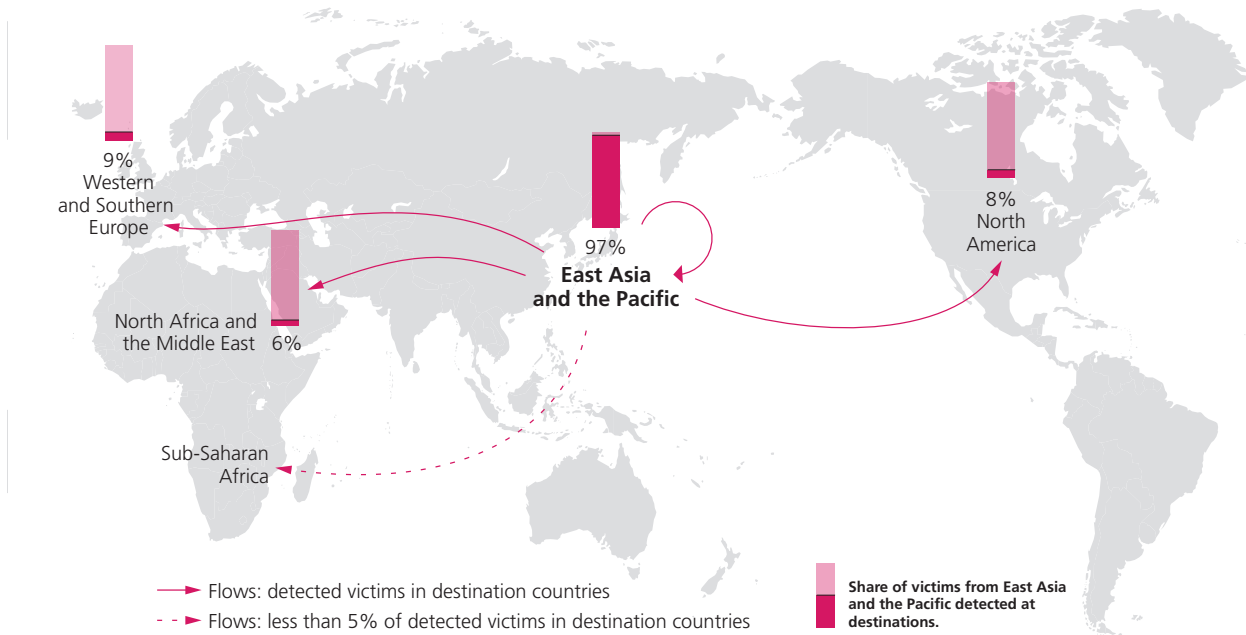 9%
Western
and Southern
Europe
97%
East Asia
and the Pacific
8%
North
America
North Africa and
the Middle East
6%
Sub-Saharan
Africa
Flows: detected victims in destination countries
Flows: less than 5% of detected victims in destination countries
Share of victims from East Asia
and the Pacific detected at
destinations.